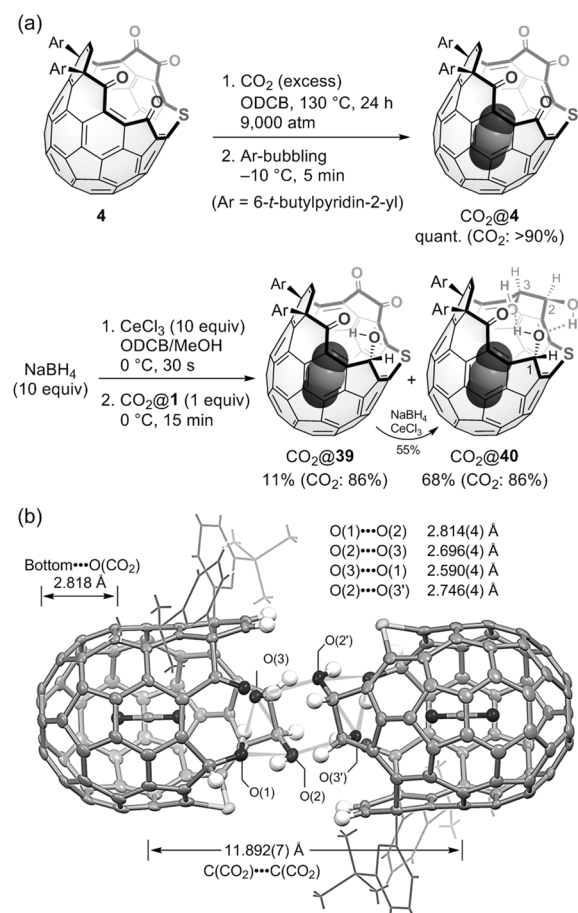 (a)
Ar
Ar
O
O
O
O
S
4
1. CO₂ (excess)
ODCB, 130 °C, 24 h
9,000 atm
2. Ar-bubbling
–10 °C, 5 min
(Ar = 6-t-butylpyridin-2-yl)
Ar
Ar
O
O
O
O
S
CO₂@4
quant. (CO₂: >90%)
NaBH₄
(10 equiv)
1. CeCl₃ (10 equiv)
ODCB/MeOH
0 °C, 30 s
2. CO₂@1 (1 equiv)
0 °C, 15 min
Ar
Ar
O
O
O
H
O
H
S
CO₂@39
11% (CO₂: 86%)
+
NaBH₄
CeCl₃
55%
Ar
Ar
H
H
H
3
2
O
O
H
O
H
O
1
H
S
CO₂@40
68% (CO₂: 86%)
(b)
Bottom•••O(CO₂)
2.818 Å
O(1)•••O(2) 2.814(4) Å
O(2)•••O(3) 2.696(4) Å
O(3)•••O(1) 2.590(4) Å
O(2)•••O(3') 2.746(4) Å
O(2')
O(3)
O(1)
O(2)
O(3')
11.892(7) Å
C(CO₂)•••C(CO₂)